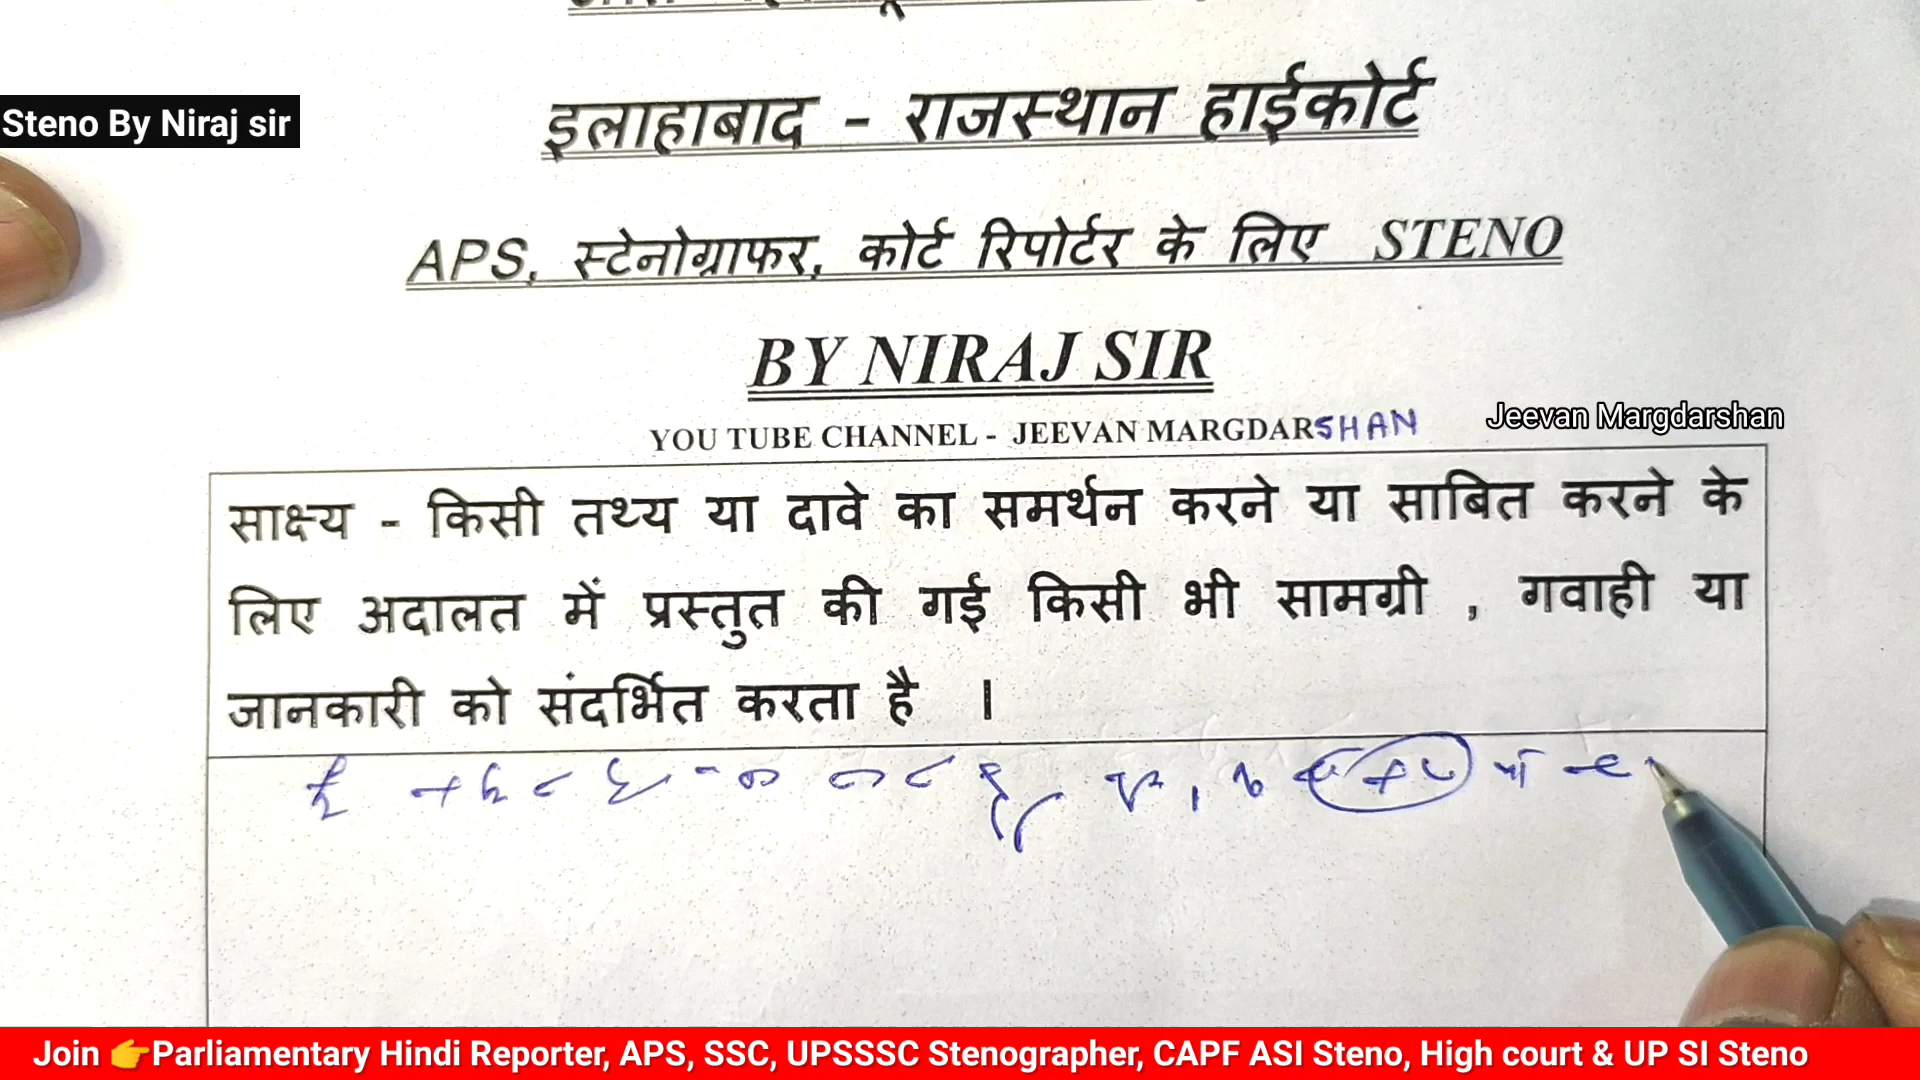 इलाहाबाद - राजस्थान हाईकोर्ट
Steno By Niraj sir
APS, स्टेनोग्राफर, कोर्ट रिपोर्टर के लिए STENO
BY NIRAJ SIR
YOU TUBE CHANNEL - JEEVAN MARGDARSHAN
Jeevan Margdarshan
साक्ष्य - किसी तथ्य या दावे का समर्थन करने या साबित करने के
लिए अदालत में प्रस्तुत की गई किसी भी सामग्री , गवाही या
जानकारी को संदर्भित करता है ।
Join 👉Parliamentary Hindi Reporter, APS, SSC, UPSSSC Stenographer, CAPF ASI Steno, High court & UP SI Steno